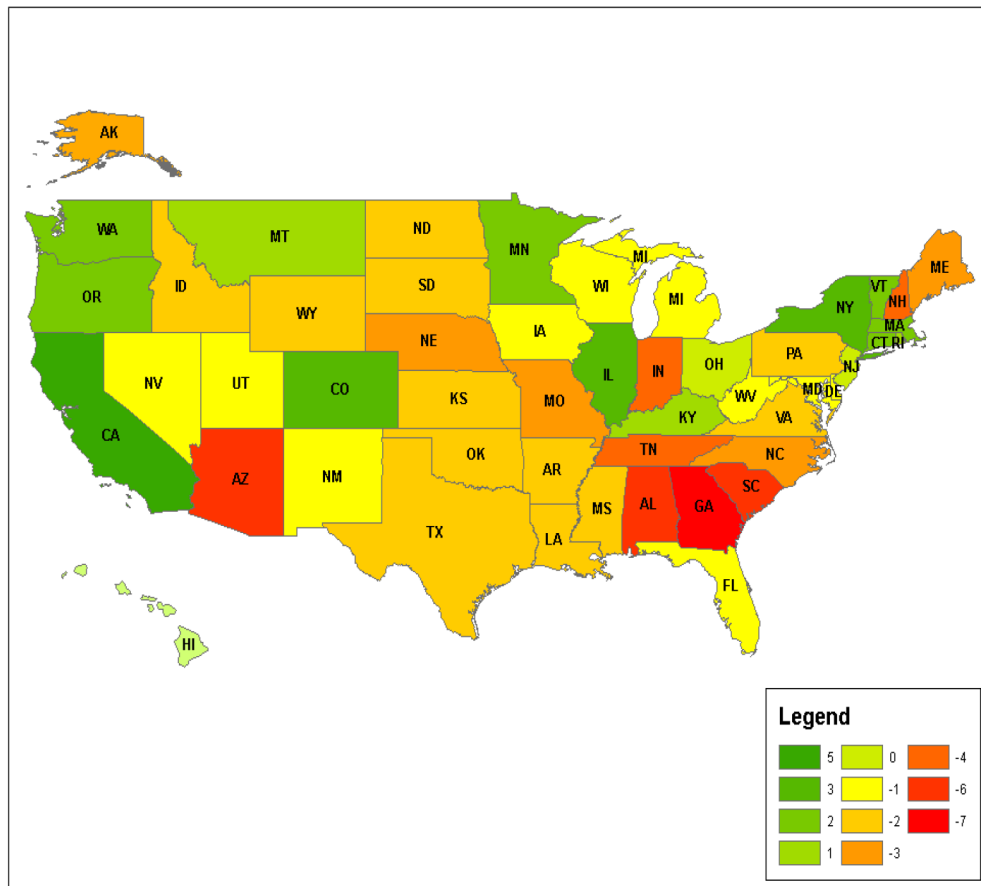 AK
WA
MT
ND
MN
MI
ME
VT
NH
OR
ID
SD
WI
MI
NY
MA
WY
CT RI
IA
NE
PA
NV
UT
CO
IL
IN
OH
NJ
KS
MO
WV
MD
DE
VA
KY
CA
OK
TN
NC
AZ
NM
AR
SC
MS
AL
GA
TX
LA
FL
HI
Legend
5 0 -4
3 -1 -6
2 -2 -7
1 -3